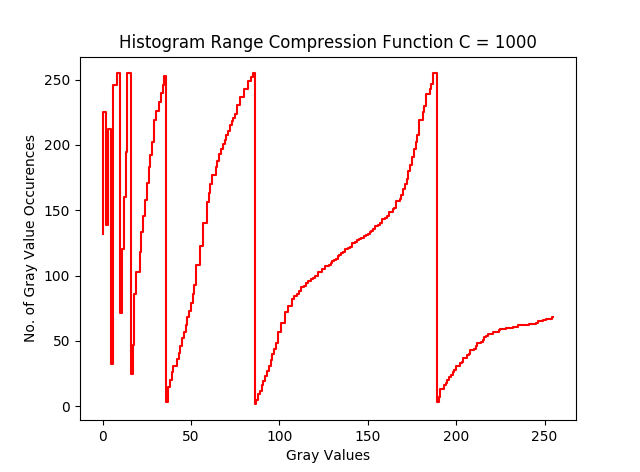 Histogram Range Compression Function C = 1000
250
200
150
100
50
0
No. of Gray Value Occurences
0 50 100 150 200 250
Gray Values